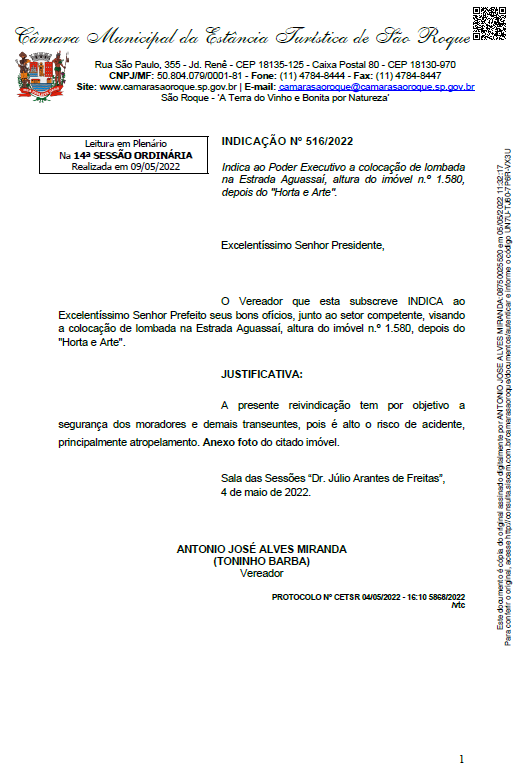 Câmara Municipal da Estância Turística de São Roque
Rua São Paulo, 355 - Jd. Renê - CEP 18135-125 - Caixa Postal 80 - CEP 18130-970
CNPJ/MF: 50.804.079/0001-81 - Fone: (11) 4784-8444 - Fax: (11) 4784-8447
Site: www.camarasaoroque.sp.gov.br | E-mail: camarasaoroque@camarasaoroque.sp.gov.br
São Roque - 'A Terra do Vinho e Bonita por Natureza'
Leitura em Plenário
Na 14ª SESSÃO ORDINÁRIA
Realizada em 09/05/2022
INDICAÇÃO Nº 516/2022
Indica ao Poder Executivo a colocação de lombada
na Estrada Aguassaí, altura do imóvel n.º 1.580,
depois do "Horta e Arte".
Excelentíssimo Senhor Presidente,
O Vereador que esta subscreve INDICA ao
Excelentíssimo Senhor Prefeito seus bons ofícios, junto ao setor competente, visando
a colocação de lombada na Estrada Aguassaí, altura do imóvel n.º 1.580, depois do
"Horta e Arte".
JUSTIFICATIVA:
A presente reivindicação tem por objetivo a
segurança dos moradores e demais transeuntes, pois é alto o risco de acidente,
principalmente atropelamento. Anexo foto do citado imóvel.
Sala das Sessões "Dr. Júlio Arantes de Freitas",
4 de maio de 2022.
ANTONIO JOSÉ ALVES MIRANDA
(TONINHO BARBA)
Vereador
PROTOCOLO Nº CETSR 04/05/2022 - 16:10 5868/2022
/vtc
Este documento é cópia do original assinado digitalmente por ANTONIO JOSE ALVES MIRANDA:08750025520 em 05/05/2022 11:32:17
Para conferir o original, acesse http://consulta.siscam.com.br/camarasaoroque/documentos/autenticar e informe o código UN7U-TJ60-7P6R-VX3U
1